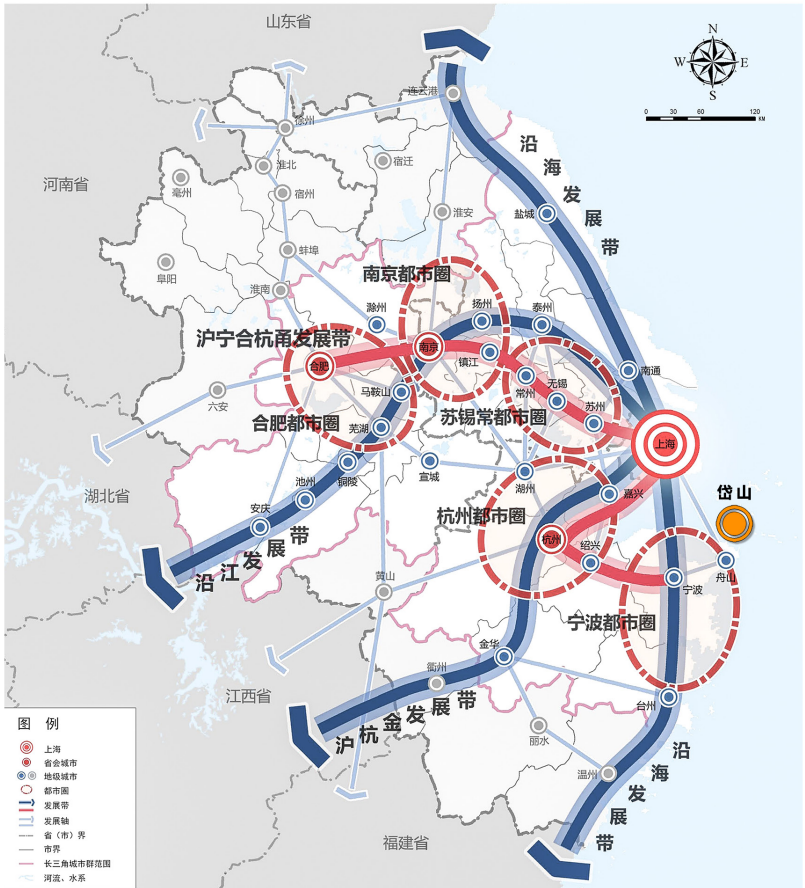 山东省
N
W
E
S
0 30 60 120
KM
连云港
徐州
沿海发展带
河南省
淮北
宿迁
亳州
宿州
盐城
淮安
蚌埠
阜阳
南京都市圈
淮南
滁州
扬州
泰州
沪宁合杭甬发展带
南京
合肥
镇江
南通
常州
无锡
六安
马鞍山
苏州
合肥都市圈
芜湖
苏锡常都市圈
上海
宣城
铜陵
湖州
池州
嘉兴
岱山
湖北省
安庆
杭州都市圈
杭州
绍兴
舟山
沿江发展带
黄山
宁波
宁波都市圈
金华
衢州
江西省
台州
沪杭金发展带
丽水
温州
沿海发展带
福建省
图 例
上海
省会城市
地级城市
都市圈
发展带
发展轴
省（市）界
市界
长三角城市群范围
河流、水系